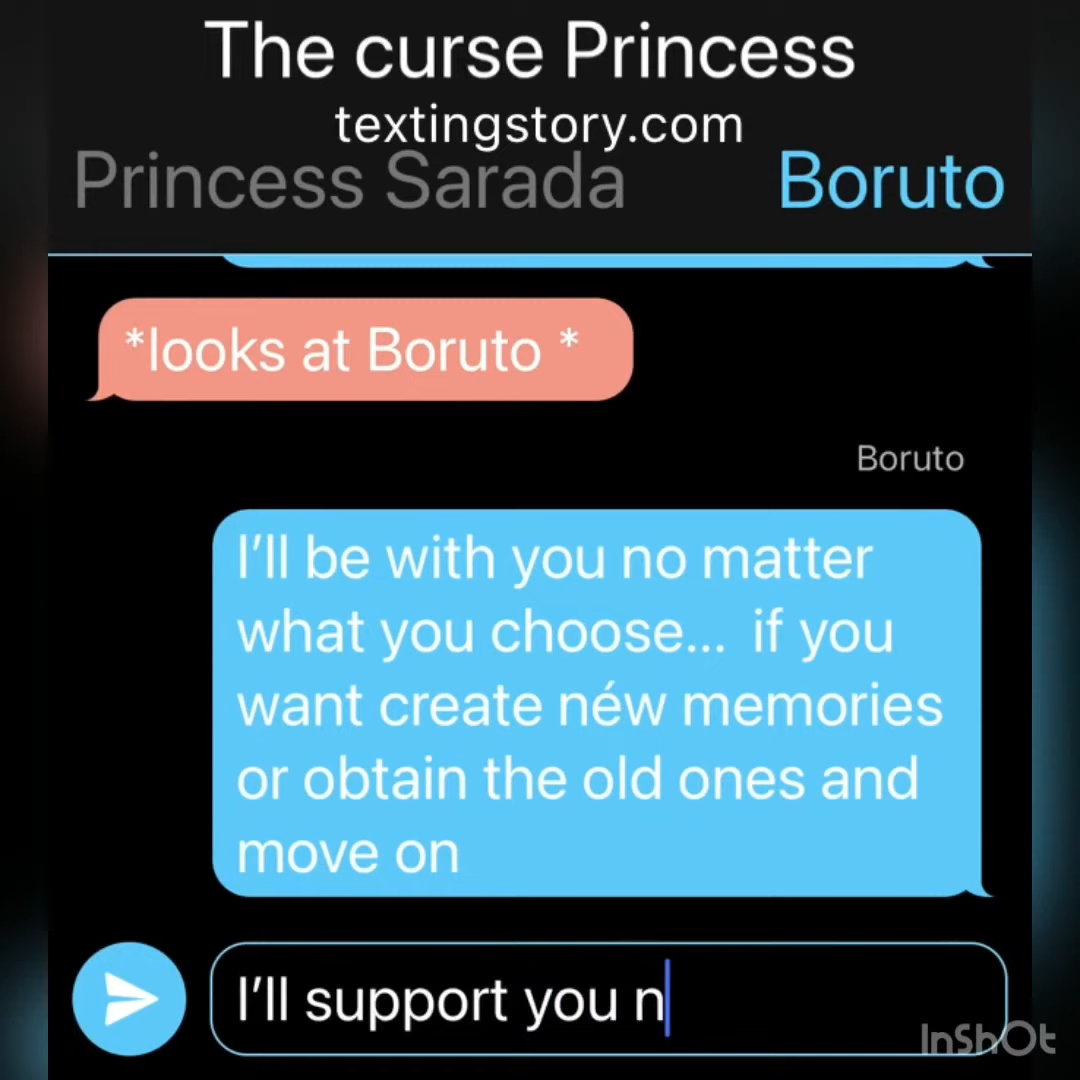 The curse Princess
textingstory.com
Princess Sarada Boruto
*looks at Boruto *
Boruto
I’ll be with you no matter
what you choose...  if you
want create néw memories
or obtain the old ones and
move on
I’ll support you n
InShOt